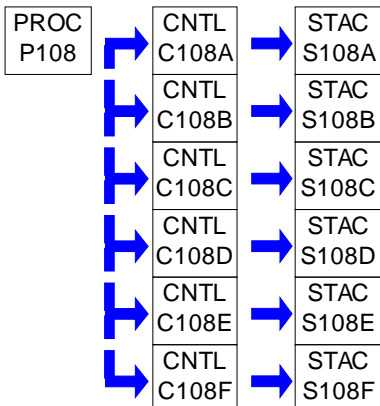 PROC
P108
CNTL
C108A
STAC
S108A
CNTL
C108B
STAC
S108B
CNTL
C108C
STAC
S108C
CNTL
C108D
STAC
S108D
CNTL
C108E
STAC
S108E
CNTL
C108F
STAC
S108F